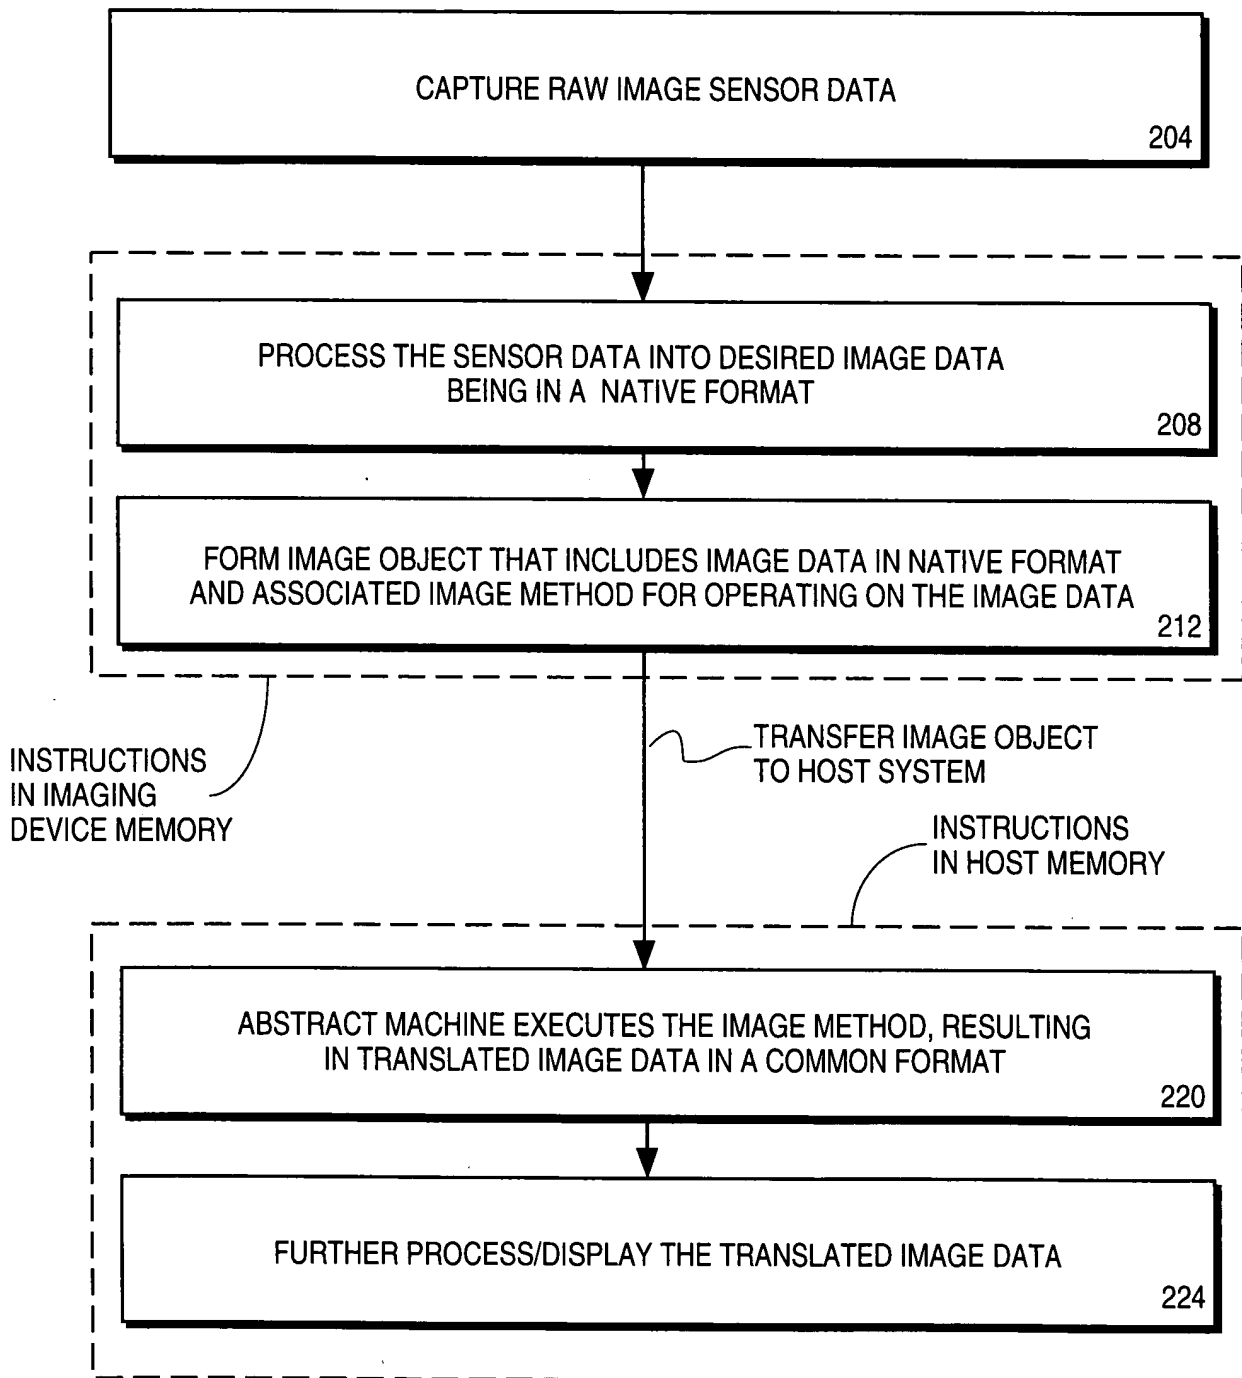 CAPTURE RAW IMAGE SENSOR DATA
204
PROCESS THE SENSOR DATA INTO DESIRED IMAGE DATA
BEING IN A NATIVE FORMAT
208
FORM IMAGE OBJECT THAT INCLUDES IMAGE DATA IN NATIVE FORMAT
AND ASSOCIATED IMAGE METHOD FOR OPERATING ON THE IMAGE DATA
212
INSTRUCTIONS
IN IMAGING
DEVICE MEMORY
TRANSFER IMAGE OBJECT
TO HOST SYSTEM
INSTRUCTIONS
IN HOST MEMORY
ABSTRACT MACHINE EXECUTES THE IMAGE METHOD, RESULTING
IN TRANSLATED IMAGE DATA IN A COMMON FORMAT
220
FURTHER PROCESS/DISPLAY THE TRANSLATED IMAGE DATA
224